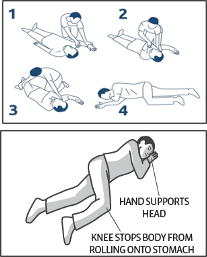 1
2
3
4
HAND SUPPORTS
HEAD
KNEE STOPS BODY FROM
ROLLING ONTO STOMACH